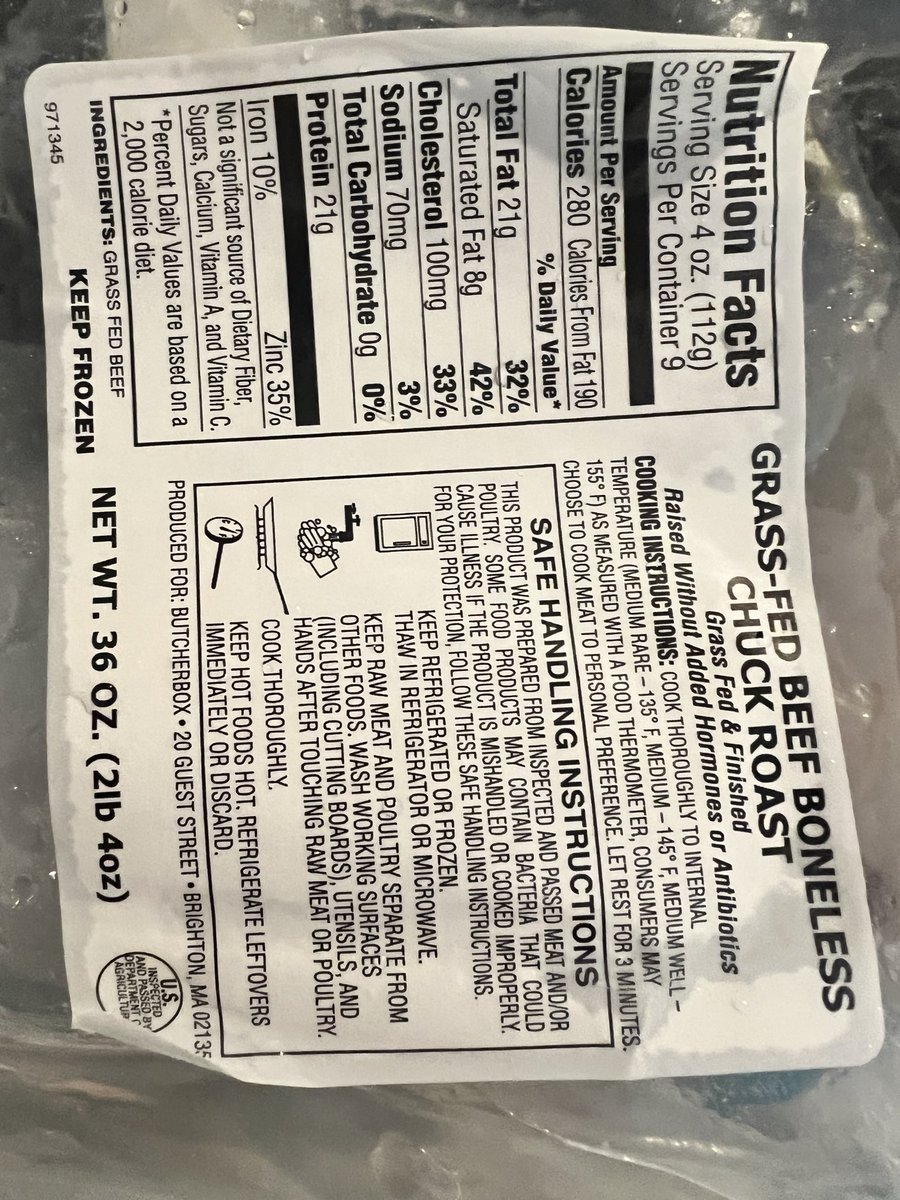 Nutrition Facts
Serving Size 4 oz. (112g)
Servings Per Container 9
Amount Per Serving
Calories 280 Calories From Fat 190
% Daily Value*
Total Fat 21g 32%
Saturated Fat 8g 42%
Cholesterol 100mg 33%
Sodium 70mg 3%
Total Carbohydrate 0g 0%
Protein 21g
Iron 10% Zinc 35%
Not a significant source of Dietary Fiber,
Sugars, Calcium, Vitamin A, and Vitamin C.
*Percent Daily Values are based on a
2,000 calorie diet.
INGREDIENTS: GRASS FED BEEF
KEEP FROZEN
971345
GRASS-FED BEEF BONELESS
CHUCK ROAST
Grass Fed & Finished
Raised Without Added Hormones or Antibiotics
COOKING INSTRUCTIONS: COOK THOROUGHLY TO INTERNAL
TEMPERATURE (MEDIUM RARE – 135° F, MEDIUM – 145° F, MEDIUM WELL –
155° F) AS MEASURED WITH A FOOD THERMOMETER, CONSUMERS MAY
CHOOSE TO COOK MEAT TO PERSONAL PREFERENCE. LET REST FOR 3 MINUTES.
SAFE HANDLING INSTRUCTIONS
THIS PRODUCT WAS PREPARED FROM INSPECTED AND PASSED MEAT AND/OR
POULTRY. SOME FOOD PRODUCTS MAY CONTAIN BACTERIA THAT COULD
CAUSE ILLNESS IF THE PRODUCT IS MISHANDLED OR COOKED IMPROPERLY.
FOR YOUR PROTECTION, FOLLOW THESE SAFE HANDLING INSTRUCTIONS.
KEEP REFRIGERATED OR FROZEN.
THAW IN REFRIGERATOR OR MICROWAVE.
KEEP RAW MEAT AND POULTRY SEPARATE FROM
OTHER FOODS. WASH WORKING SURFACES
(INCLUDING CUTTING BOARDS), UTENSILS, AND
HANDS AFTER TOUCHING RAW MEAT OR POULTRY.
COOK THOROUGHLY.
KEEP HOT FOODS HOT. REFRIGERATE LEFTOVERS
IMMEDIATELY OR DISCARD.
PRODUCED FOR: BUTCHERBOX • 20 GUEST STREET • BRIGHTON, MA 02135
NET WT. 36 OZ. (2lb 4oz)
U.S.
INSPECTED
AND PASSED BY
DEPARTMENT O
AGRICULTUR